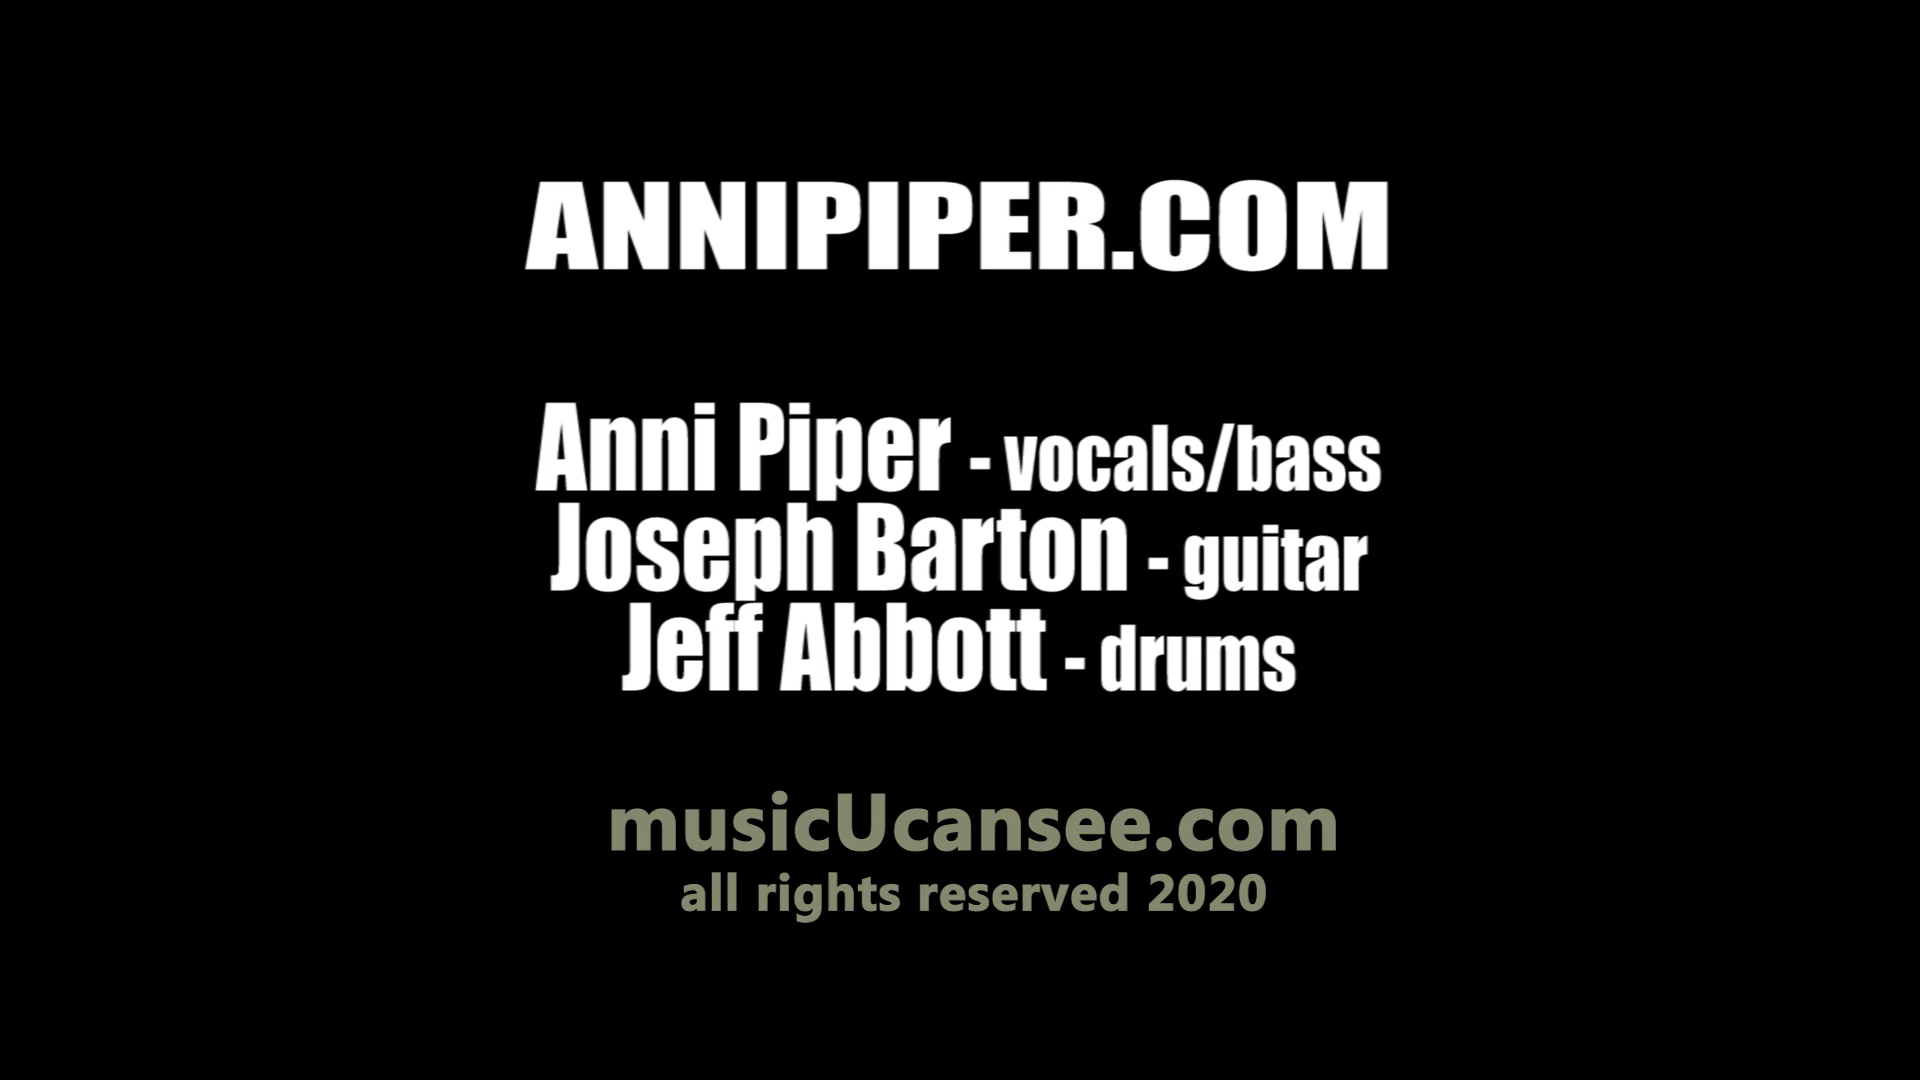 ANNIPIPER.COM
Anni Piper - vocals/bass
Joseph Barton - guitar
Jeff Abbott - drums
musicUcansee.com
all rights reserved 2020